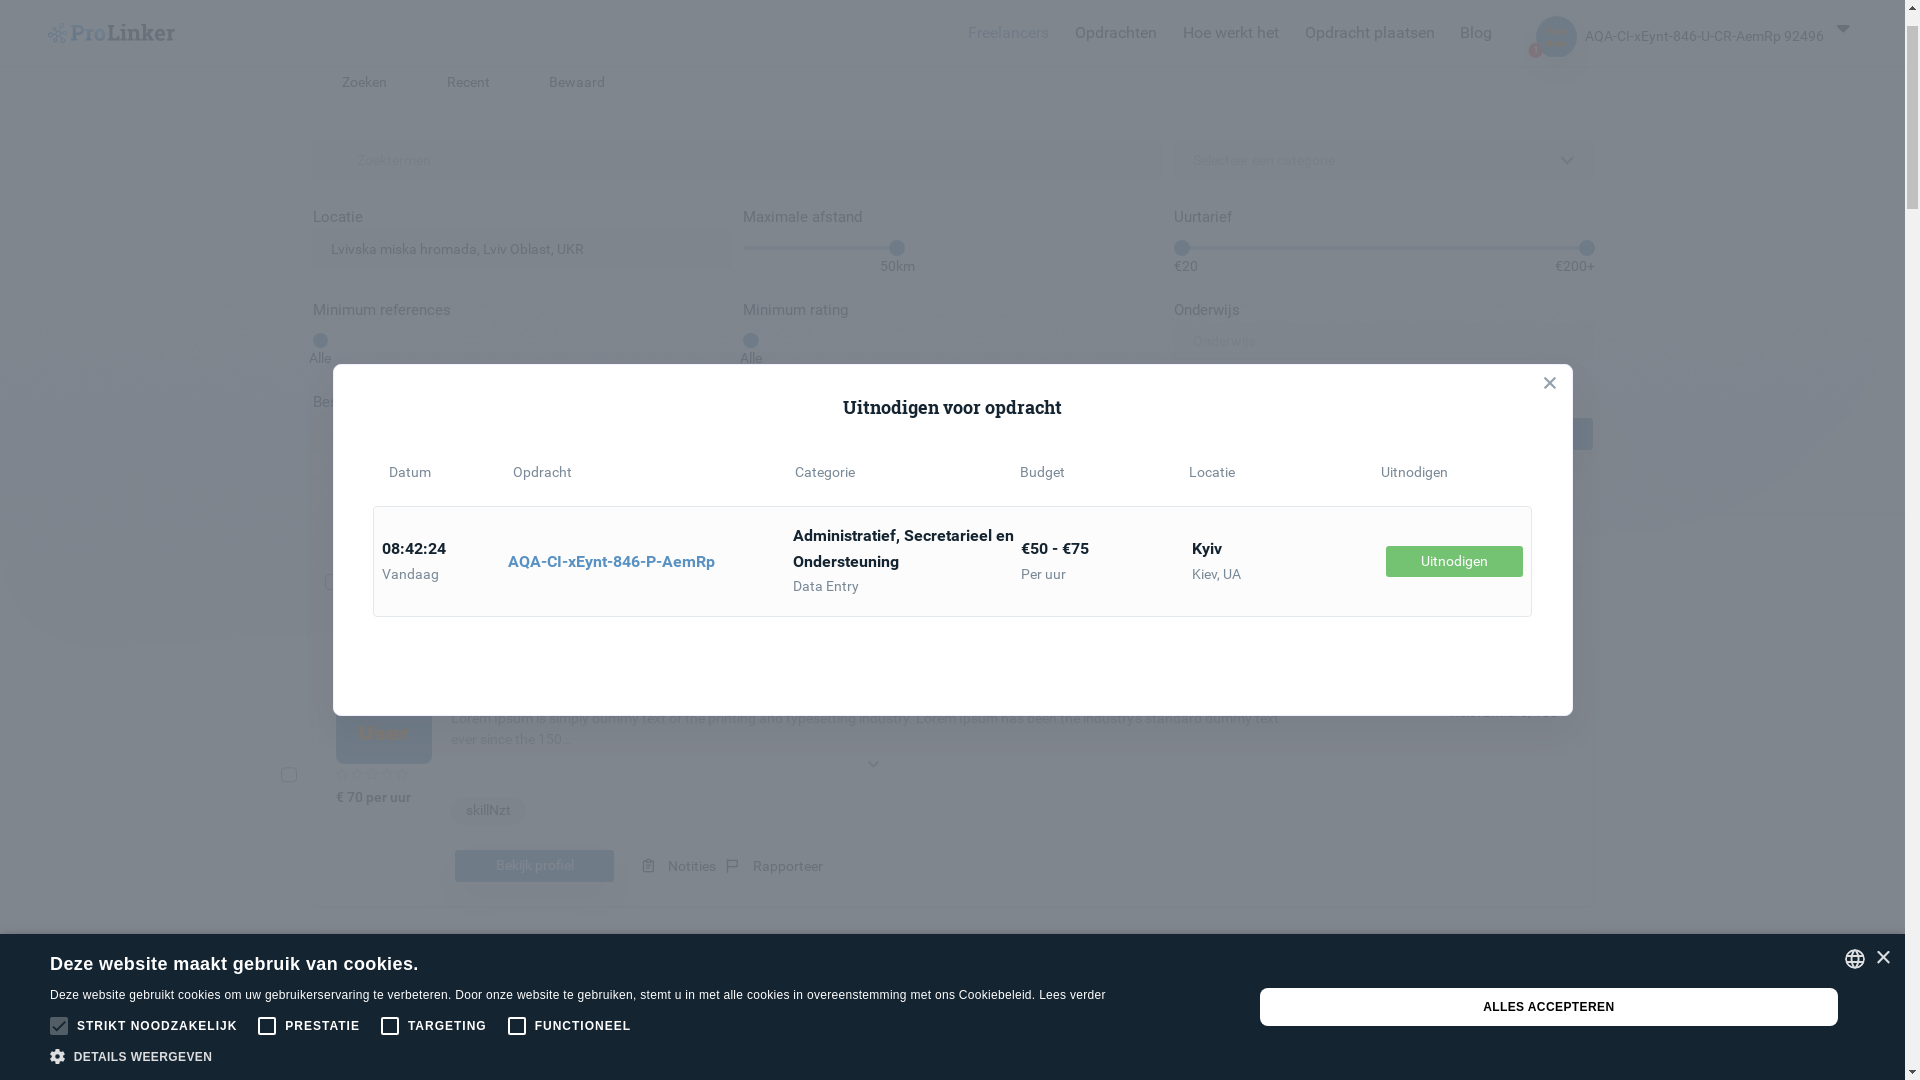 ProLinker
Freelancers Opdrachten Hoe werkt het Opdracht plaatsen Blog AQA-CI-xEynt-846-U-CR-AemRp 92496
Zoeken Recent Bewaard
Zoektermen Selecteer een categorie
Locatie Maximale afstand Uurtarief
Lvivska miska hromada, Lviv Oblast, UKR
50km €20 €200+
Minimum references Minimum rating Onderwijs
Onderwijs
Alle Alle
Uitnodigen voor opdracht
Datum Opdracht Categorie Budget Locatie Uitnodigen
08:42:24 AQA-CI-xEynt-846-P-AemRp Administratief, Secretarieel en €50 - €75 Kyiv Uitnodigen
Vandaag Ondersteuning Per uur Kiev, UA
Data Entry
Lorem Ipsum is simply dummy text of the printing and typesetting industry. Lorem Ipsum has been the industry's standard dummy text
ever since the 150...
€ 70 per uur
skillNzt
Bekijk profiel Notities Rapporteer
Deze website maakt gebruik van cookies.
Deze website gebruikt cookies om uw gebruikerservaring te verbeteren. Door onze website te gebruiken, stemt u in met alle cookies in overeenstemming met ons Cookiebeleid. Lees verder
ALLES ACCEPTEREN
STRIKT NOODZAKELIJK PRESTATIE TARGETING FUNCTIONEEL
DETAILS WEERGEVEN